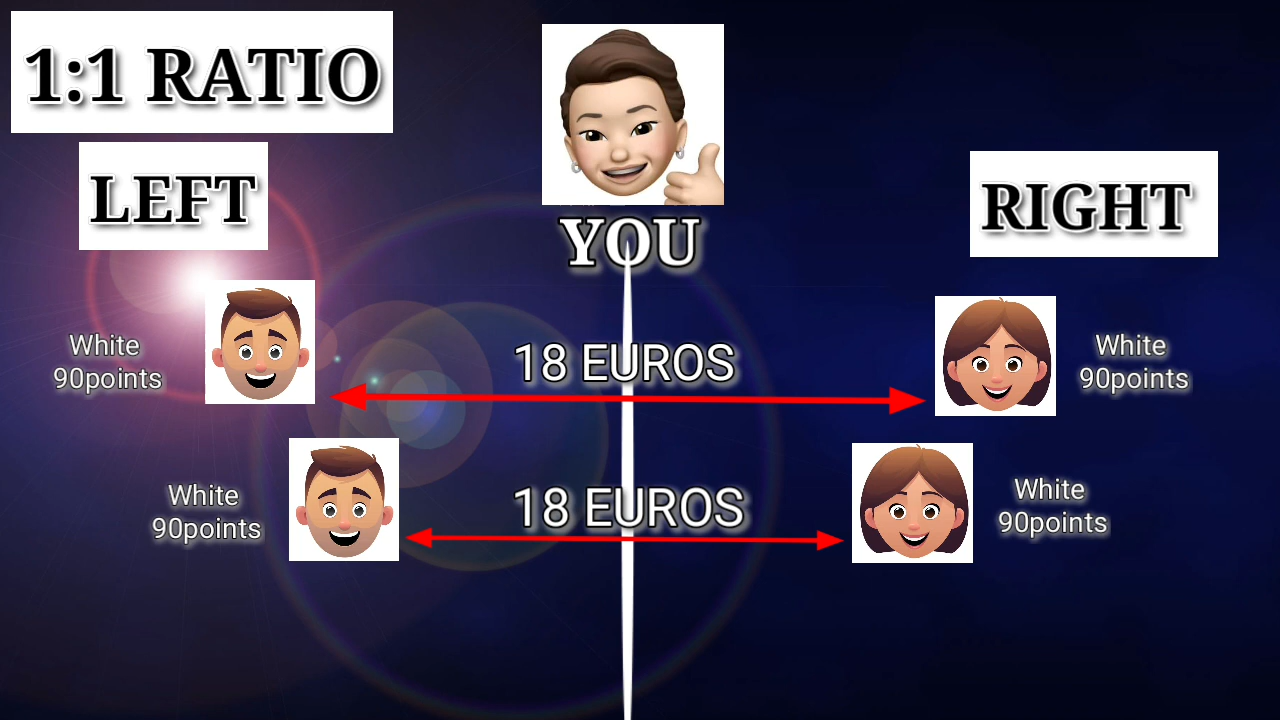 1:1 RATIO
LEFT
YOU
RIGHT
White
90points
18 EUROS
White
90points
White
90points
18 EUROS
White
90points